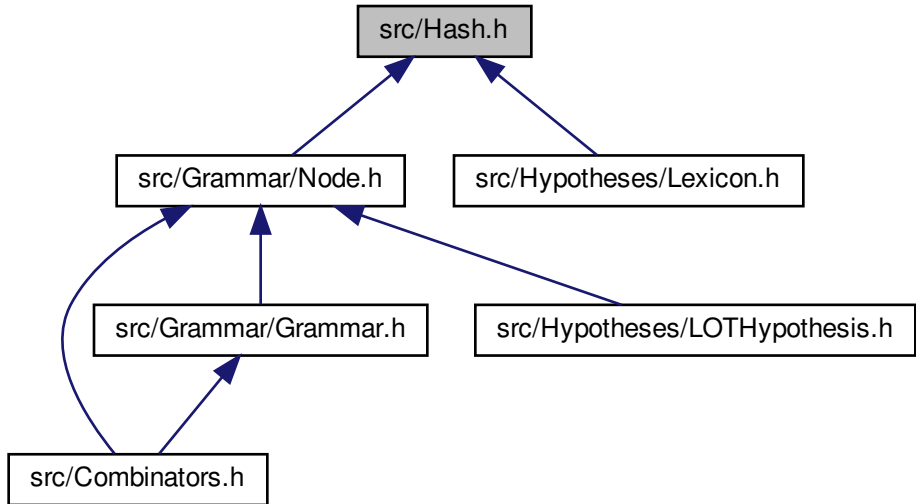 src/Hash.h
src/Grammar/Node.h
src/Hypotheses/Lexicon.h
src/Grammar/Grammar.h
src/Hypotheses/LOTHypothesis.h
src/Combinators.h